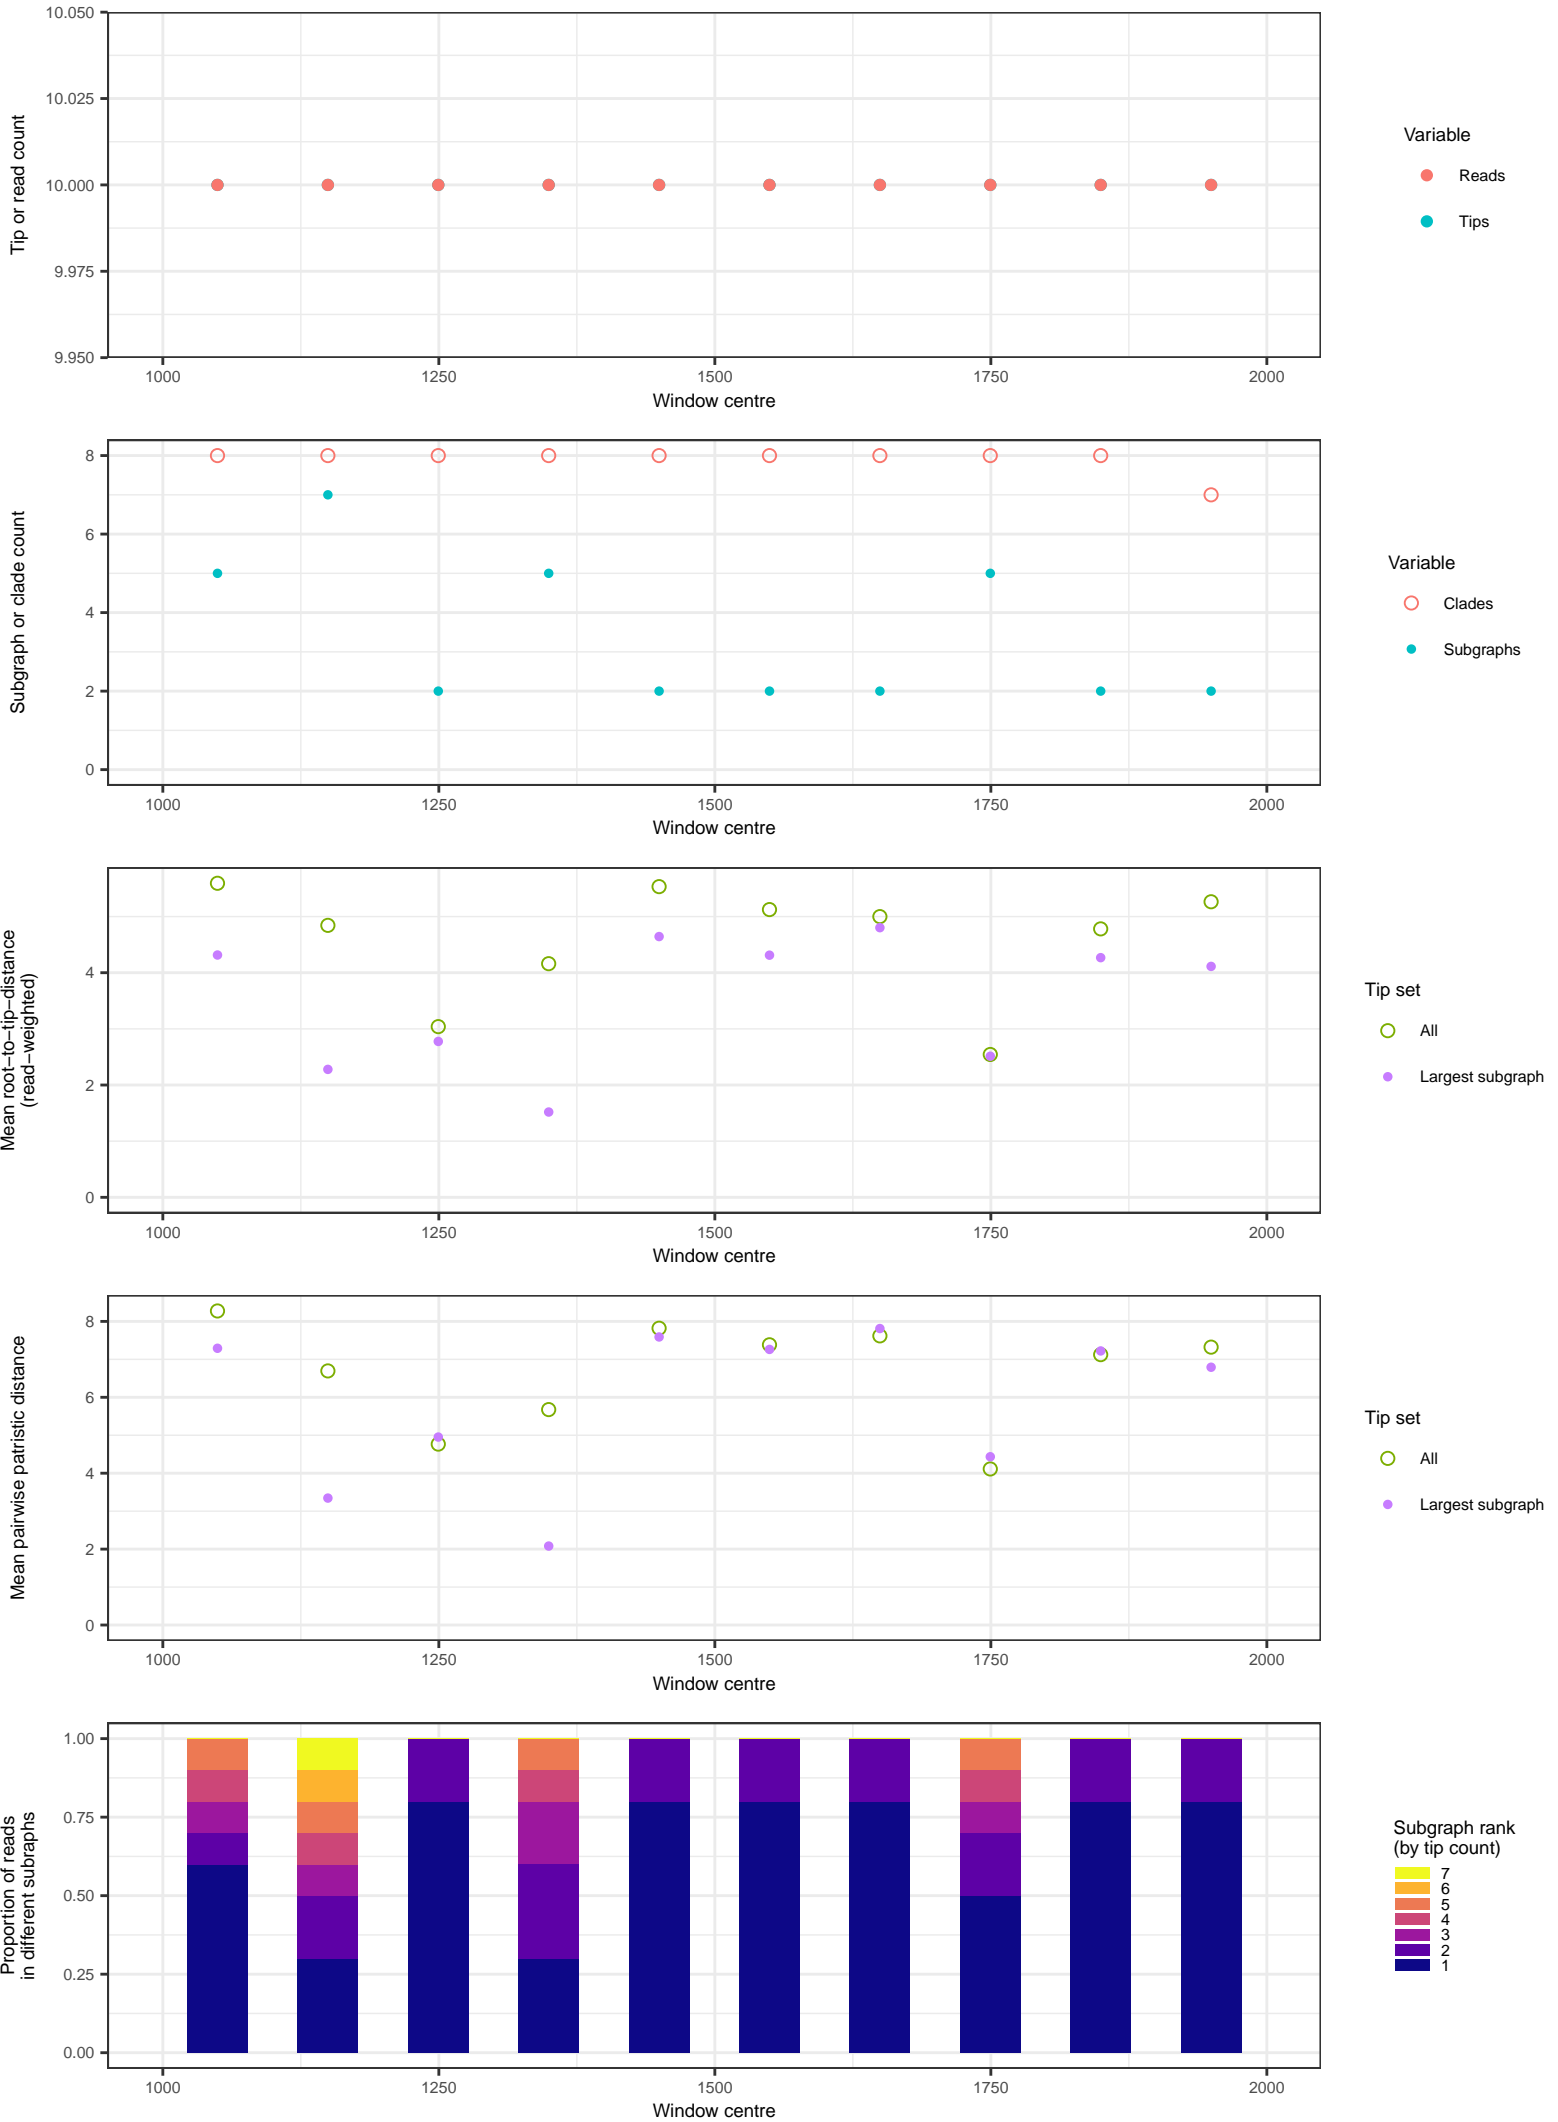 10.050
10.025
10.000
9.975
9.950
Tip or read count
1000 1250 1500 1750 2000
Window centre
Variable
Reads
Tips
8
6
4
2
0
Subgraph or clade count
1000 1250 1500 1750 2000
Window centre
Variable
Clades
Subgraphs
4
2
0
Mean root−to−tip−distance
(read−weighted)
1000 1250 1500 1750 2000
Window centre
Tip set
All
Largest subgraph
8
6
4
2
0
Mean pairwise patristic distance
1000 1250 1500 1750 2000
Window centre
Tip set
All
Largest subgraph
1.00
0.75
0.50
0.25
0.00
Proportion of reads
in different subraphs
1000 1250 1500 1750 2000
Window centre
Subgraph rank
(by tip count)
7
6
5
4
3
2
1